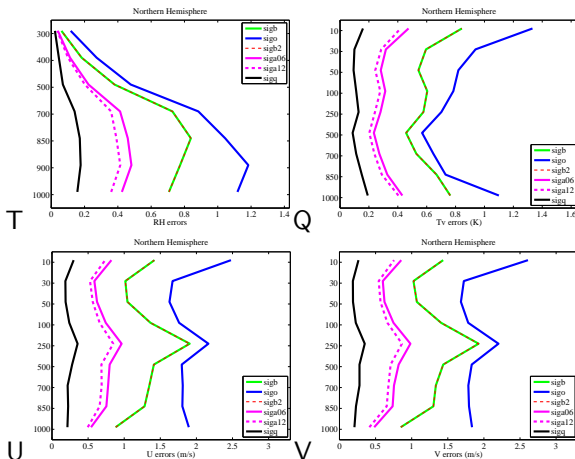 Northern Hemisphere
300
400
500
600
700
800
900
1000
0 0.2 0.4 0.6 0.8 1 1.2 1.4
RH errors
sigb
sigo
sigb2
siga06
siga12
sigq
T
Northern Hemisphere
10
30
50
100
250
500
700
850
1000
0 0.2 0.4 0.6 0.8 1 1.2
Tv errors (K)
sigb
sigo
sigb2
siga06
siga12
sigq
Q
Northern Hemisphere
10
30
50
100
250
500
700
850
1000
0 0.5 1 1.5 2 2.5 3
U errors (m/s)
sigb
sigo
sigb2
siga06
siga12
sigq
U
Northern Hemisphere
10
30
50
100
250
500
700
850
1000
0 0.5 1 1.5 2 2.5 3
V errors (m/s)
sigb
sigo
sigb2
siga06
siga12
sigq
V